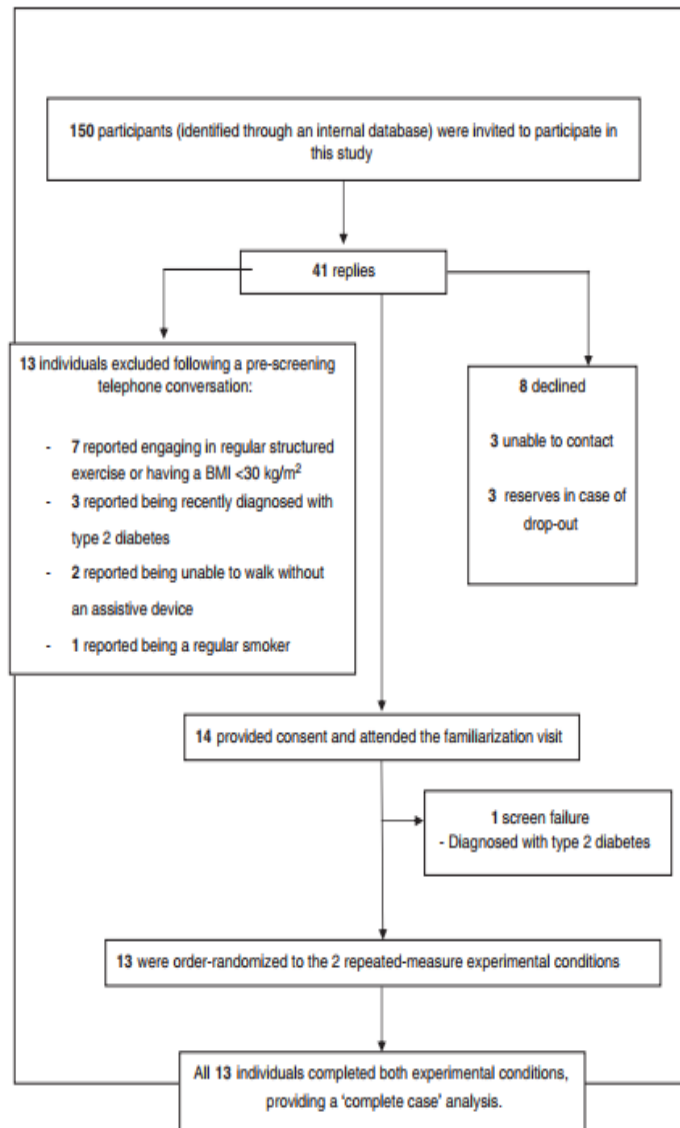 150 participants (identified through an internal database) were invited to participate in
this study
41 replies
13 individuals excluded following a pre-screening
telephone conversation:
- 7 reported engaging in regular structured
exercise or having a BMI <30 kg/m²
- 3 reported being recently diagnosed with
type 2 diabetes
- 2 reported being unable to walk without
an assistive device
- 1 reported being a regular smoker
8 declined
3 unable to contact
3 reserves in case of
drop-out
14 provided consent and attended the familiarization visit
1 screen failure
- Diagnosed with type 2 diabetes
13 were order-randomized to the 2 repeated-measure experimental conditions
All 13 individuals completed both experimental conditions,
providing a ‘complete case’ analysis.